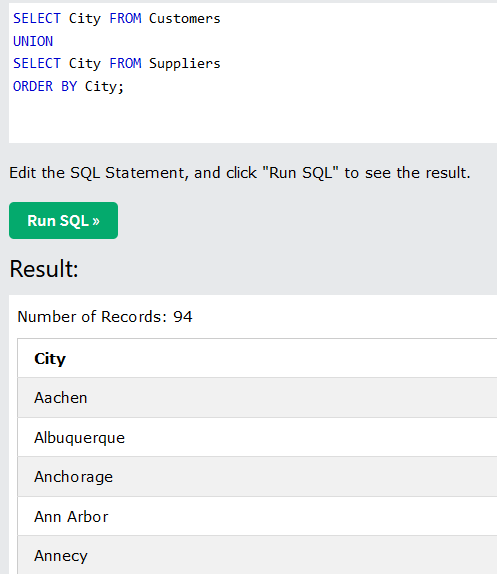 SELECT City FROM Customers
UNION
SELECT City FROM Suppliers
ORDER BY City;
Edit the SQL Statement, and click "Run SQL" to see the result.
Run SQL »
Result:
Number of Records: 94
City
Aachen
Albuquerque
Anchorage
Ann Arbor
Annecy